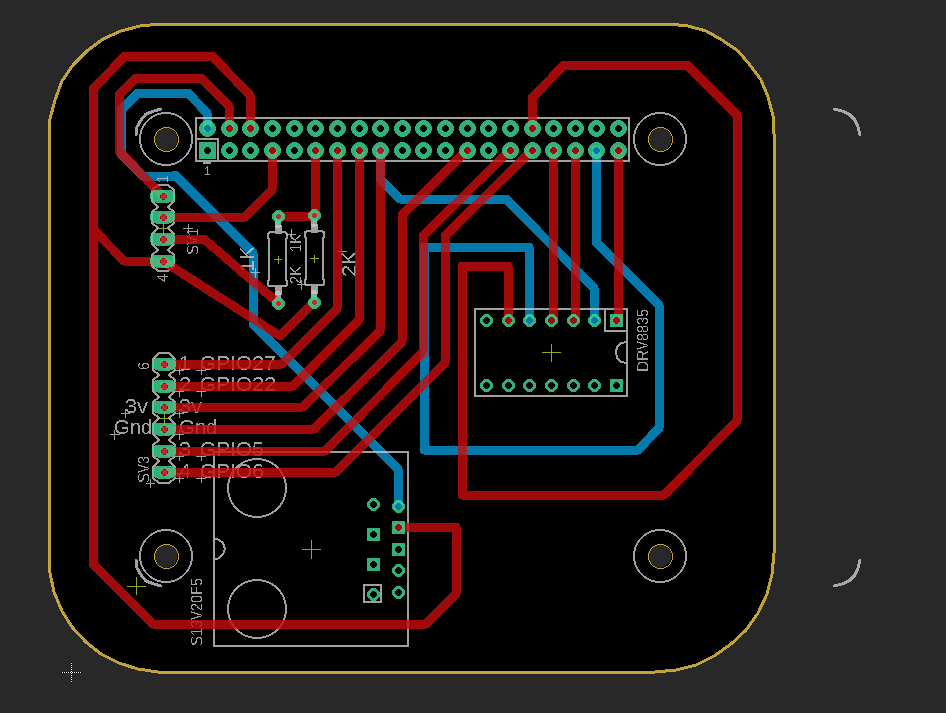 1
1
SV1
4
1K
1K
2K
2K
DRV8835
6
1 GPIO27
2 GPIO22
3v 3v
Gnd Gnd
3 GPIO5
4 GPIO6
SV3
S13V20F5